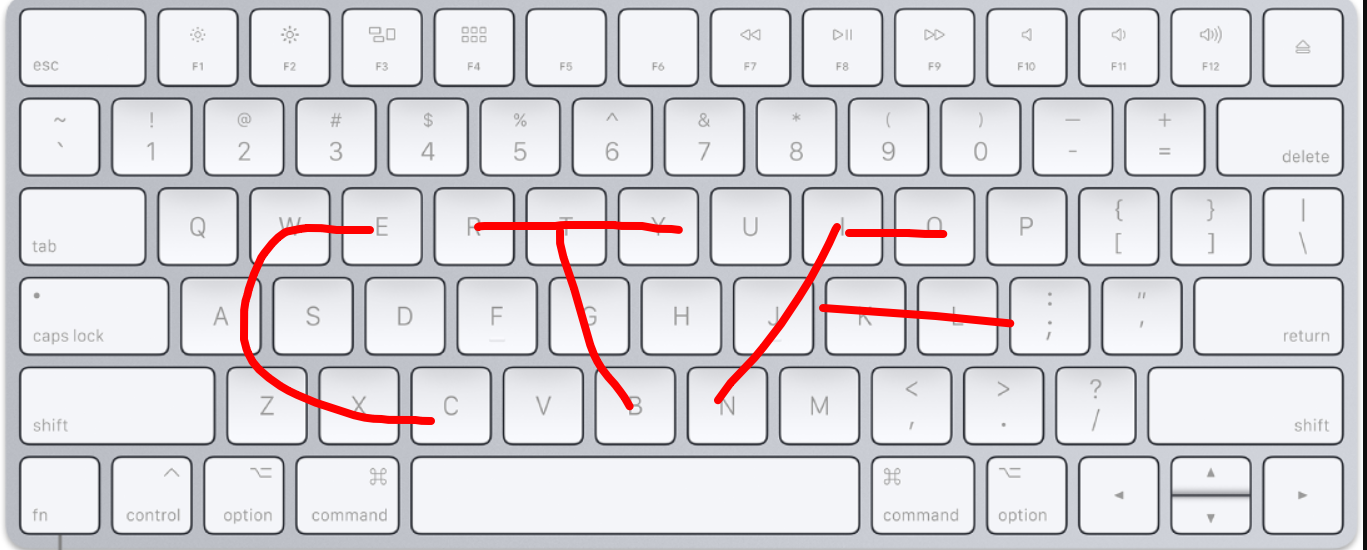 esc F1 F2 F3 F4 F5 F6 F7 F8 F9 F10 F11 F12
~ ` ! 1 @ 2 # 3 $ 4 % 5 ^ 6 & 7 * 8 ( 9 ) 0 — - + = delete
tab Q W E R T Y U I O P { [ } ] | \
caps lock A S D F G H J K L : ; " ' return
shift Z X C V B N M < , > . ? / shift
fn control option command command option
CTF